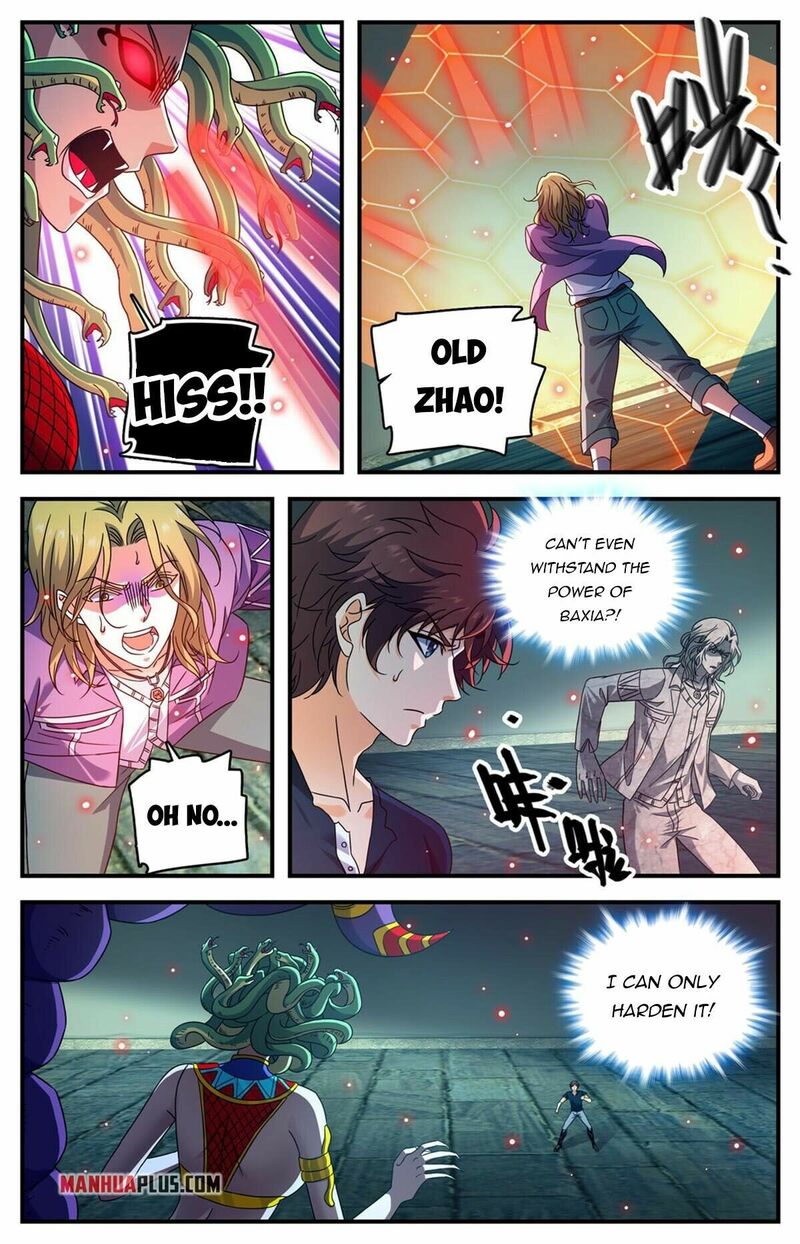 HISS!!
OLD
ZHAO!
OH NO...
CAN'T EVEN
WITHSTAND THE
POWER OF
BAXIA?!
I CAN ONLY
HARDEN IT!
MANHUAPLUS.COM